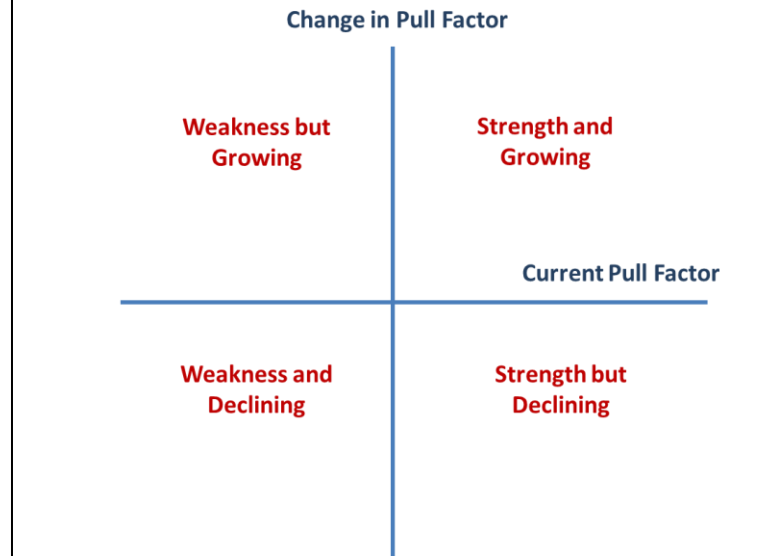 Change in Pull Factor
Weakness but
Growing
Strength and
Growing
Current Pull Factor
Weakness and
Declining
Strength but
Declining